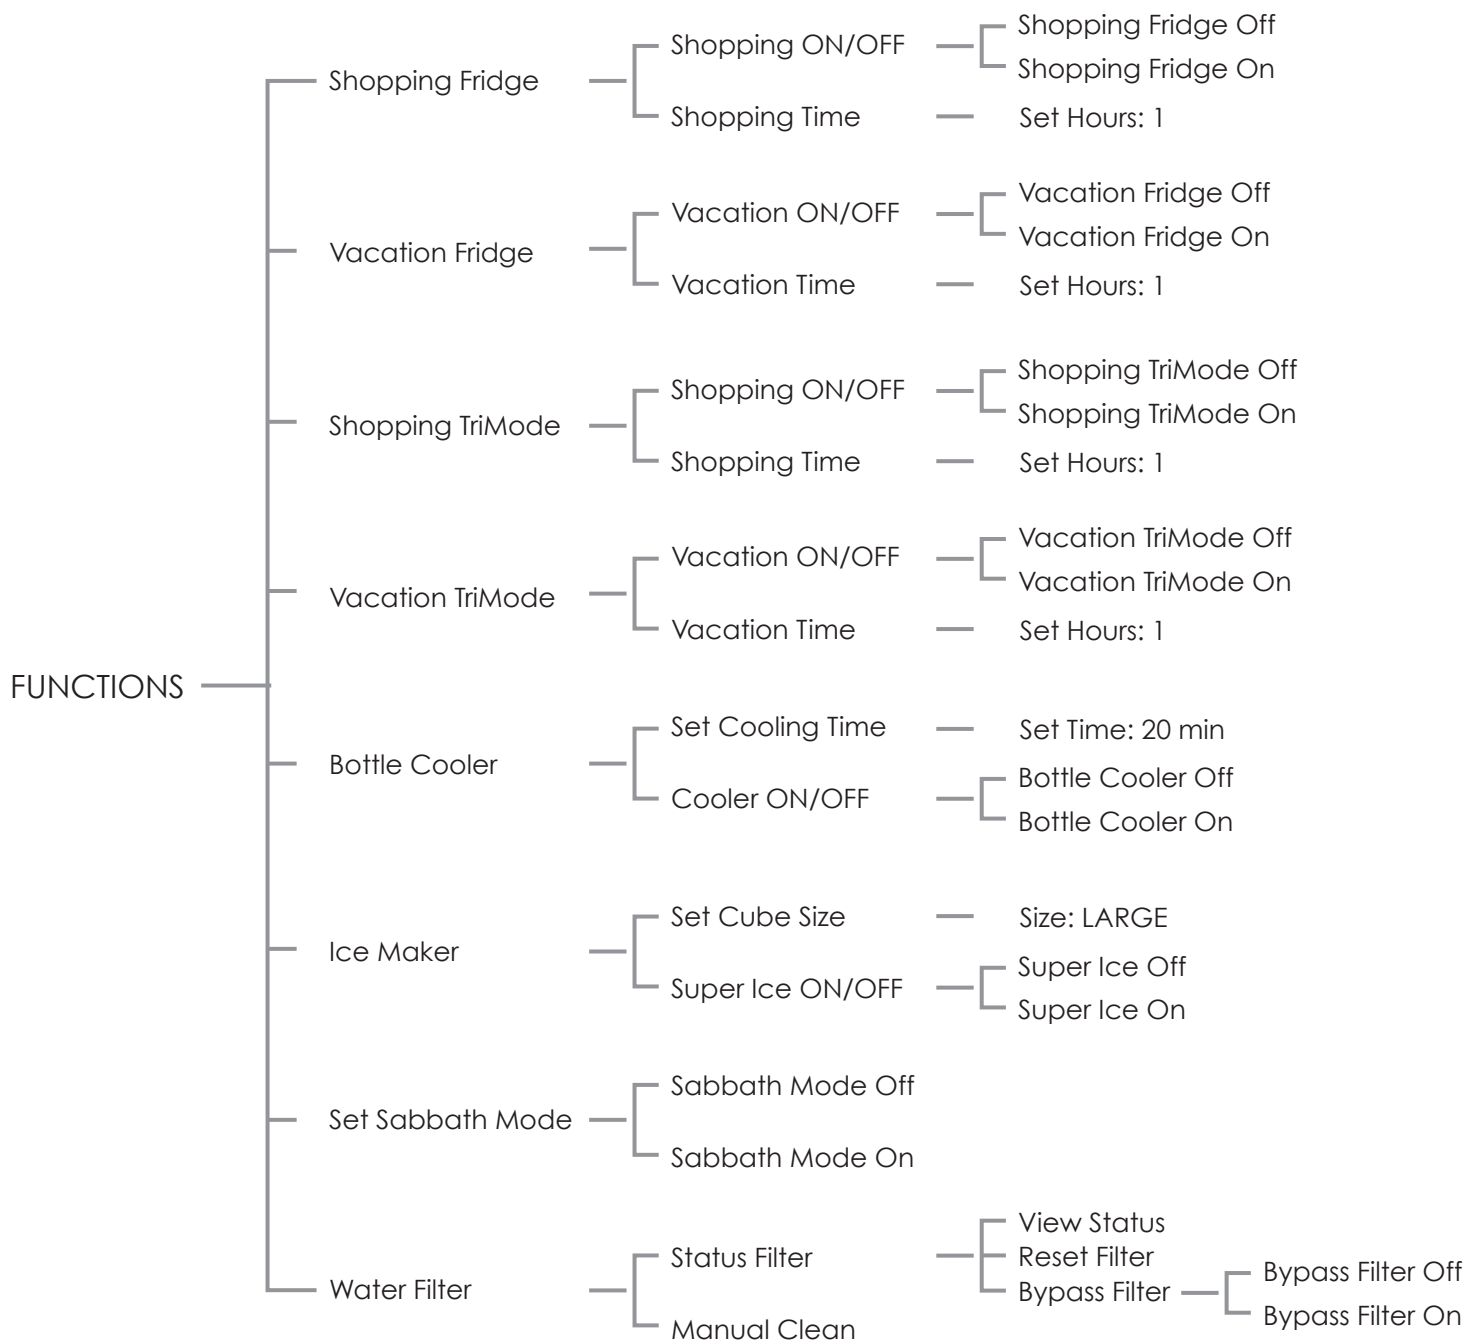 FUNCTIONS
Shopping Fridge
Shopping ON/OFF
Shopping Fridge Off
Shopping Fridge On
Shopping Time
Set Hours: 1
Vacation Fridge
Vacation ON/OFF
Vacation Fridge Off
Vacation Fridge On
Vacation Time
Set Hours: 1
Shopping TriMode
Shopping ON/OFF
Shopping TriMode Off
Shopping TriMode On
Shopping Time
Set Hours: 1
Vacation TriMode
Vacation ON/OFF
Vacation TriMode Off
Vacation TriMode On
Vacation Time
Set Hours: 1
Bottle Cooler
Set Cooling Time
Set Time: 20 min
Cooler ON/OFF
Bottle Cooler Off
Bottle Cooler On
Ice Maker
Set Cube Size
Size: LARGE
Super Ice ON/OFF
Super Ice Off
Super Ice On
Set Sabbath Mode
Sabbath Mode Off
Sabbath Mode On
Water Filter
Status Filter
View Status
Reset Filter
Bypass Filter
Bypass Filter Off
Bypass Filter On
Manual Clean